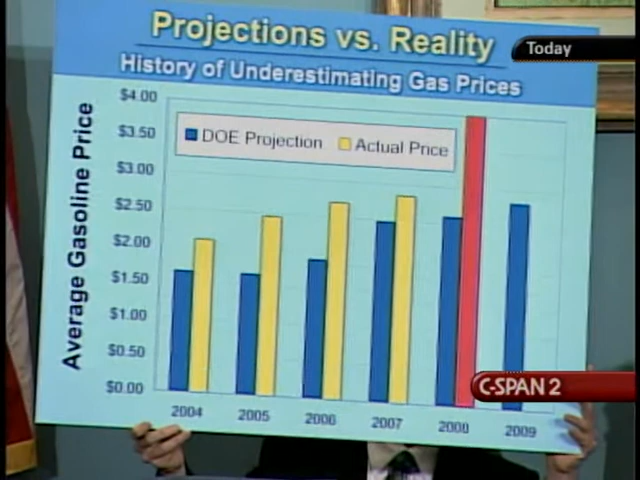 Projections vs. Reality
Today
History of Underestimating Gas Prices
Average Gasoline Price
$4.00
$3.50
$3.00
$2.50
$2.00
$1.50
$1.00
$0.50
$0.00
DOE Projection
Actual Price
2004
2005
2006
2007
2008
2009
C-SPAN 2